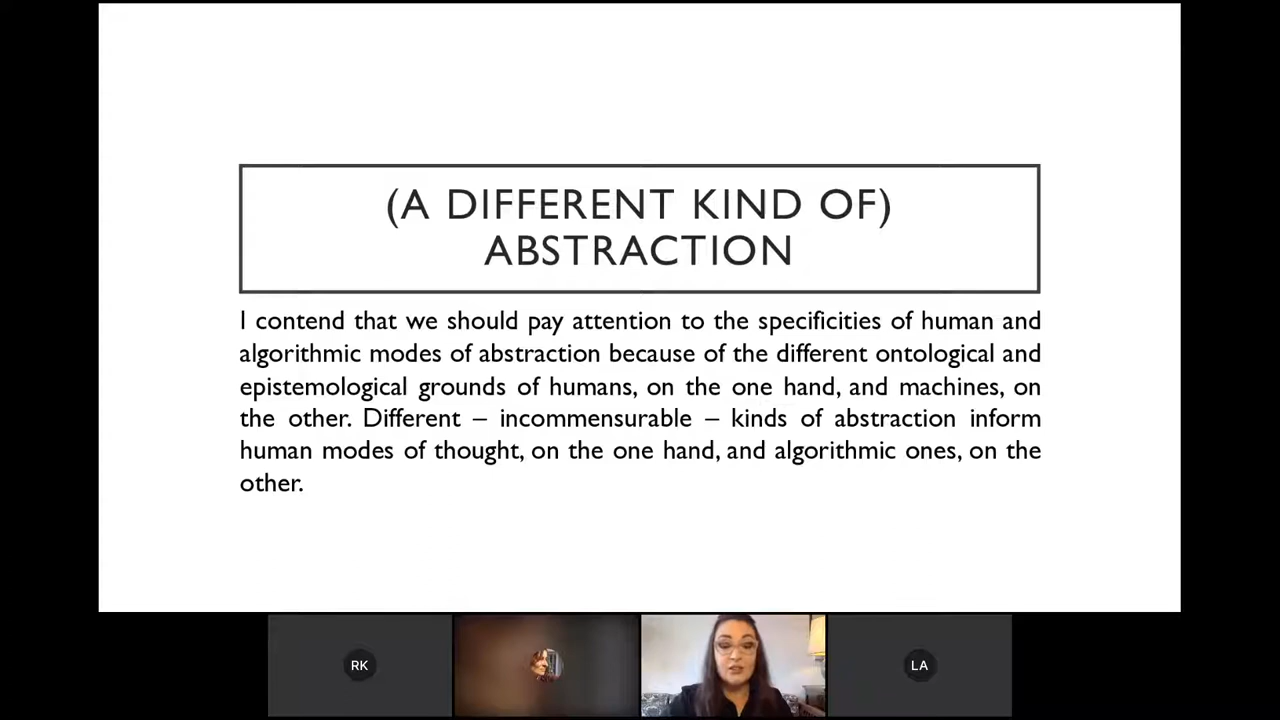 (A DIFFERENT KIND OF)
ABSTRACTION
I contend that we should pay attention to the specificities of human and
algorithmic modes of abstraction because of the different ontological and
epistemological grounds of humans, on the one hand, and machines, on
the other. Different – incommensurable – kinds of abstraction inform
human modes of thought, on the one hand, and algorithmic ones, on the
other.
RK
LA